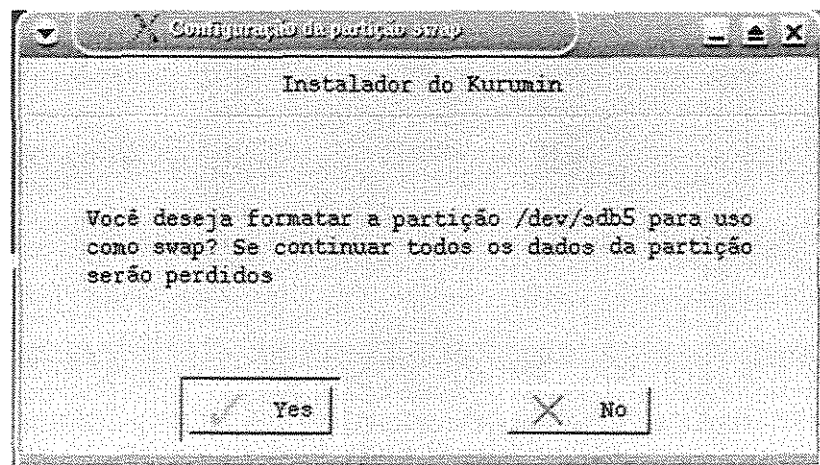 Configuração da partição swap
Instalador do Kurumin
Você deseja formatar a partição /dev/sdb5 para uso
como swap? Se continuar todos os dados da partição
serão perdidos
Yes
No